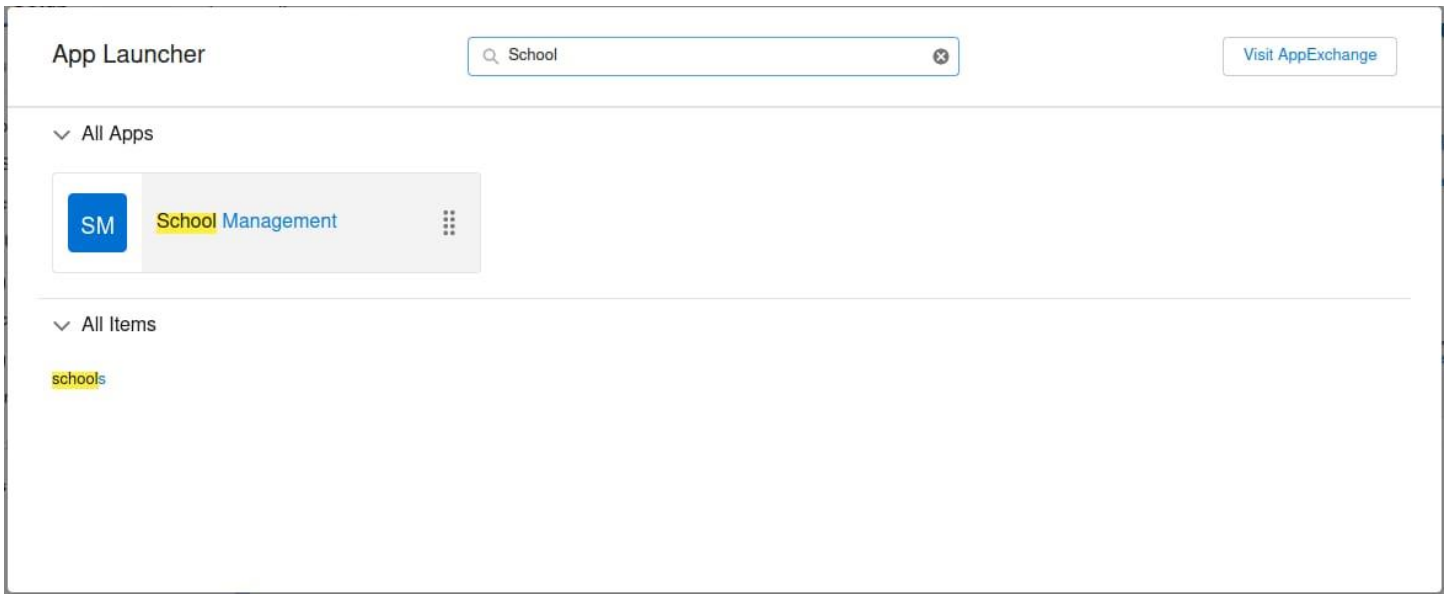 App Launcher
School
Visit AppExchange
All Apps
SM
School Management
All Items
schools